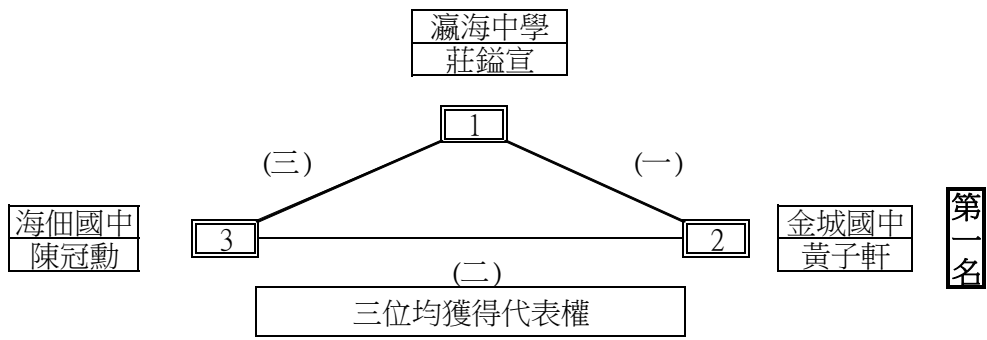 瀛海中學
莊鎰宣
1
(三)
(一)
海佃國中
陳冠勳
3
2
金城國中
黃子軒
第一名
(二)
三位均獲得代表權